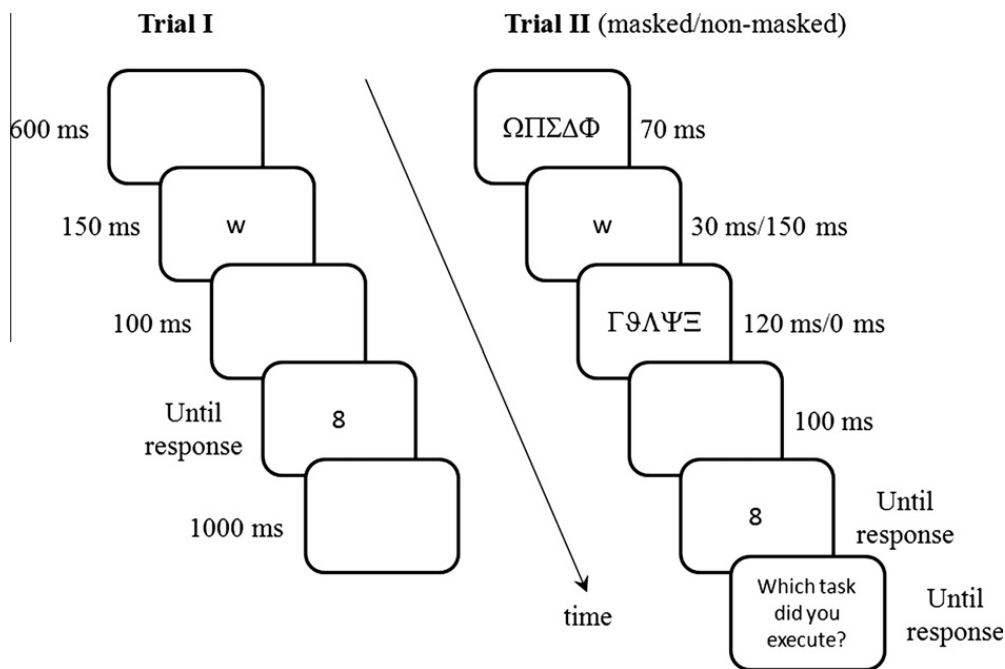 Trial I
600 ms
150 ms
w
100 ms
Until
response
8
1000 ms
time
Trial II (masked/non-masked)
ΩΠΣΔΦ
70 ms
w
30 ms/150 ms
ΓϑΛΨΞ
120 ms/0 ms
100 ms
8
Until
response
Which task
did you
execute?
Until
response